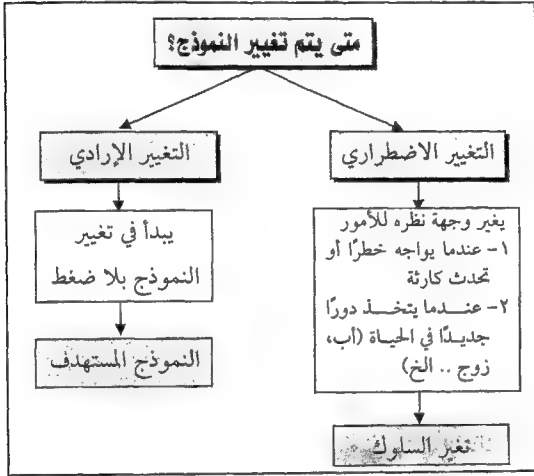 متى يتم تغيير النموذج؟
التغيير الاضطراري
يغير وجهة نظره للأمور
١- عندما يواجه خطرًا أو
تحدث كارثة
٢- عندما يتخذ دورًا
جديدًا في الحياة (أب،
زوج .. الخ)
تغير السلوك
التغيير الإرادي
يبدأ في تغيير
النموذج بلا ضغط
النموذج المستهدف